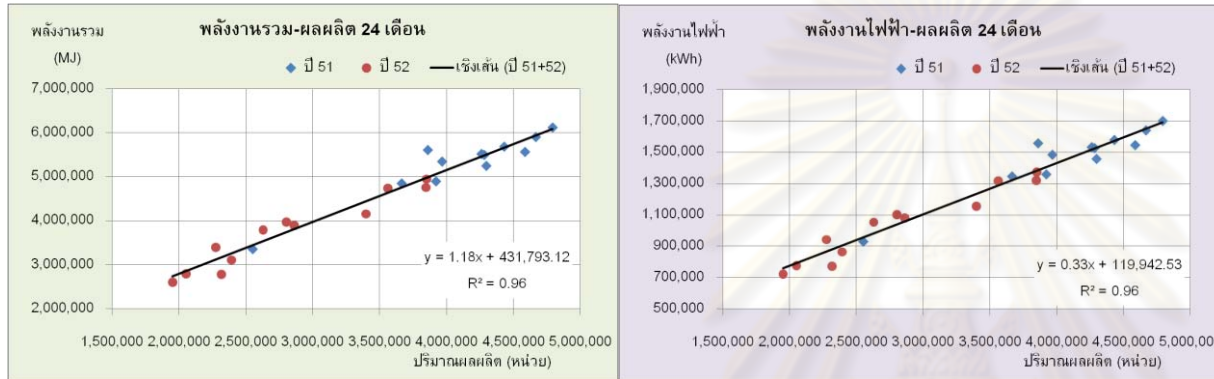 พลังงานรวม-ผลผลิต 24 เดือน
พลังงานรวม
(MJ)
ปี 51
ปี 52
เชิงเส้น (ปี 51+52)
7,000,000
6,000,000
5,000,000
4,000,000
3,000,000
2,000,000
y = 1.18x + 431,793.12
R² = 0.96
1,500,000 2,000,000 2,500,000 3,000,000 3,500,000 4,000,000 4,500,000 5,000,000
ปริมาณผลผลิต (หน่วย)
พลังงานไฟฟ้า-ผลผลิต 24 เดือน
พลังงานไฟฟ้า
(kWh)
ปี 51
ปี 52
เชิงเส้น (ปี 51+52)
1,900,000
1,700,000
1,500,000
1,300,000
1,100,000
900,000
700,000
500,000
y = 0.33x + 119,942.53
R² = 0.96
1,500,000 2,000,000 2,500,000 3,000,000 3,500,000 4,000,000 4,500,000 5,000,000
ปริมาณผลผลิต (หน่วย)